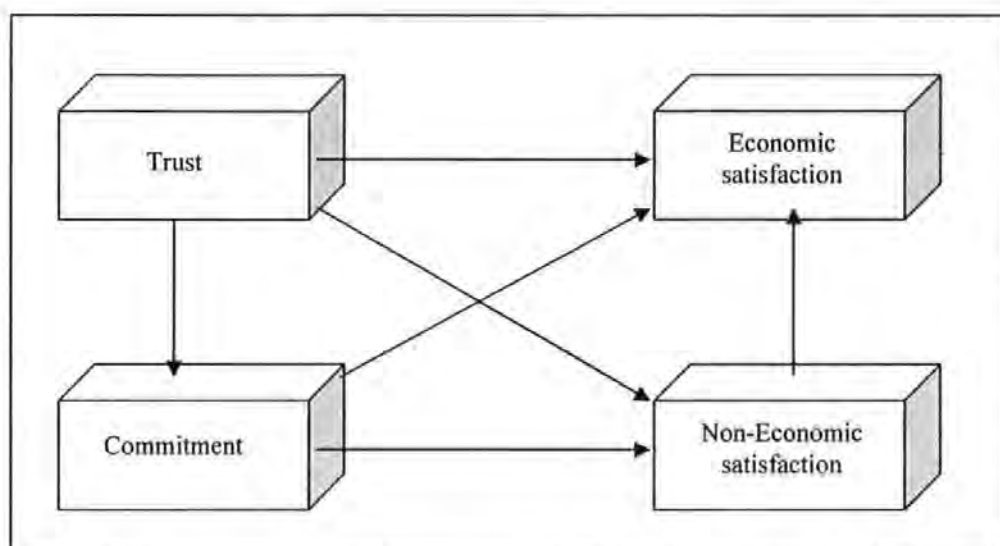 Trust
Economic
satisfaction
Commitment
Non-Economic
satisfaction